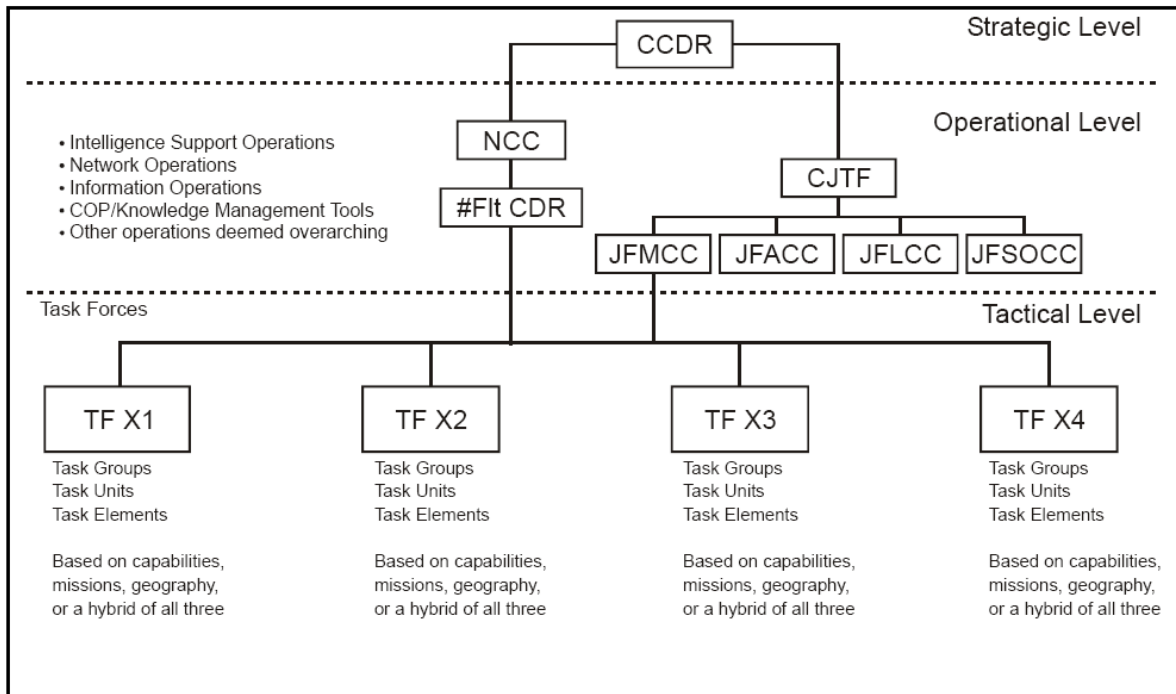 Strategic Level
CCDR
Operational Level
• Intelligence Support Operations
• Network Operations
• Information Operations
• COP/Knowledge Management Tools
• Other operations deemed overarching
NCC
#Flt CDR
CJTF
JFMCC
JFACC
JFLCC
JFSOCC
Task Forces
Tactical Level
TF X1
TF X2
TF X3
TF X4
Task Groups
Task Units
Task Elements
Based on capabilities,
missions, geography,
or a hybrid of all three
Task Groups
Task Units
Task Elements
Based on capabilities,
missions, geography,
or a hybrid of all three
Task Groups
Task Units
Task Elements
Based on capabilities,
missions, geography,
or a hybrid of all three
Task Groups
Task Units
Task Elements
Based on capabilities,
missions, geography,
or a hybrid of all three